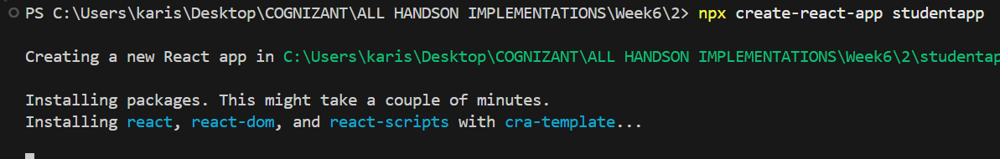 PS C:\Users\karis\Desktop\COGNIZANT\ALL HANDSON IMPLEMENTATIONS\Week6\2> npx create-react-app studentapp
Creating a new React app in C:\Users\karis\Desktop\COGNIZANT\ALL HANDSON IMPLEMENTATIONS\Week6\2\studentap
Installing packages. This might take a couple of minutes.
Installing react, react-dom, and react-scripts with cra-template...